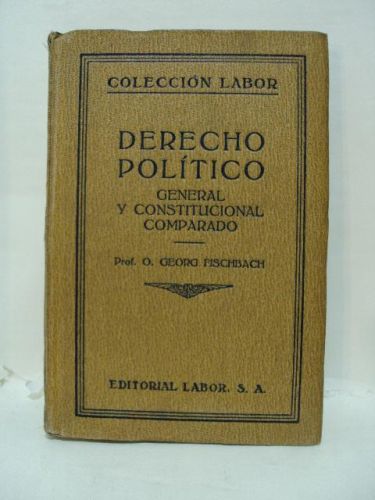 COLECCIÓN LABOR
DERECHO
POLÍTICO
GENERAL
Y CONSTITUCIONAL
COMPARADO
Prof. O. GEORG FISCHBACH
EDITORIAL LABOR, S. A.